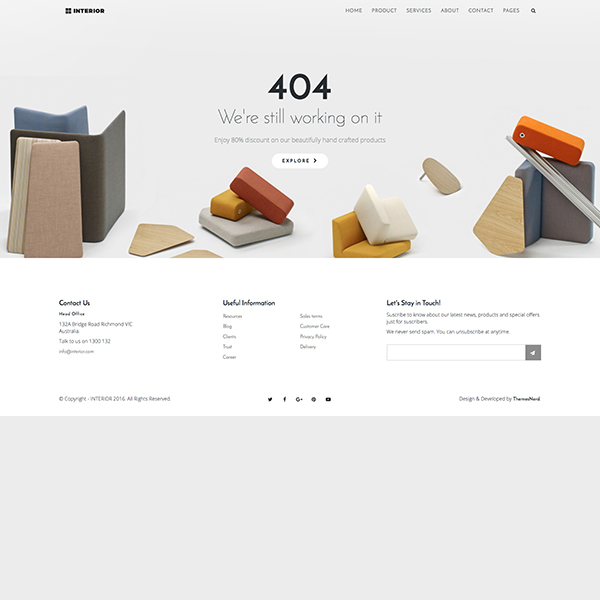 INTERIOR
HOME PRODUCT SERVICES ABOUT CONTACT PAGES
404
We're still working on it
Enjoy 80% discount on our beautifully hand crafted products
EXPLORE
Contact Us
Head Office
132A Bridge Road Richmond VIC
Australia.
Talk to us on 1300 132
info@interior.com
Useful Information
Resources
Blog
Clients
Trust
Career
Sales terms
Customer Care
Privacy Policy
Delivery
Let's Stay in Touch!
Suscribe to know about our latest news, products and special offers
just for suscribers.
We never send spam. You can unsubscribe at anytime.
© Copyright - INTERIOR 2016. All Rights Reserved.
Design & Developed by ThemesNerd.